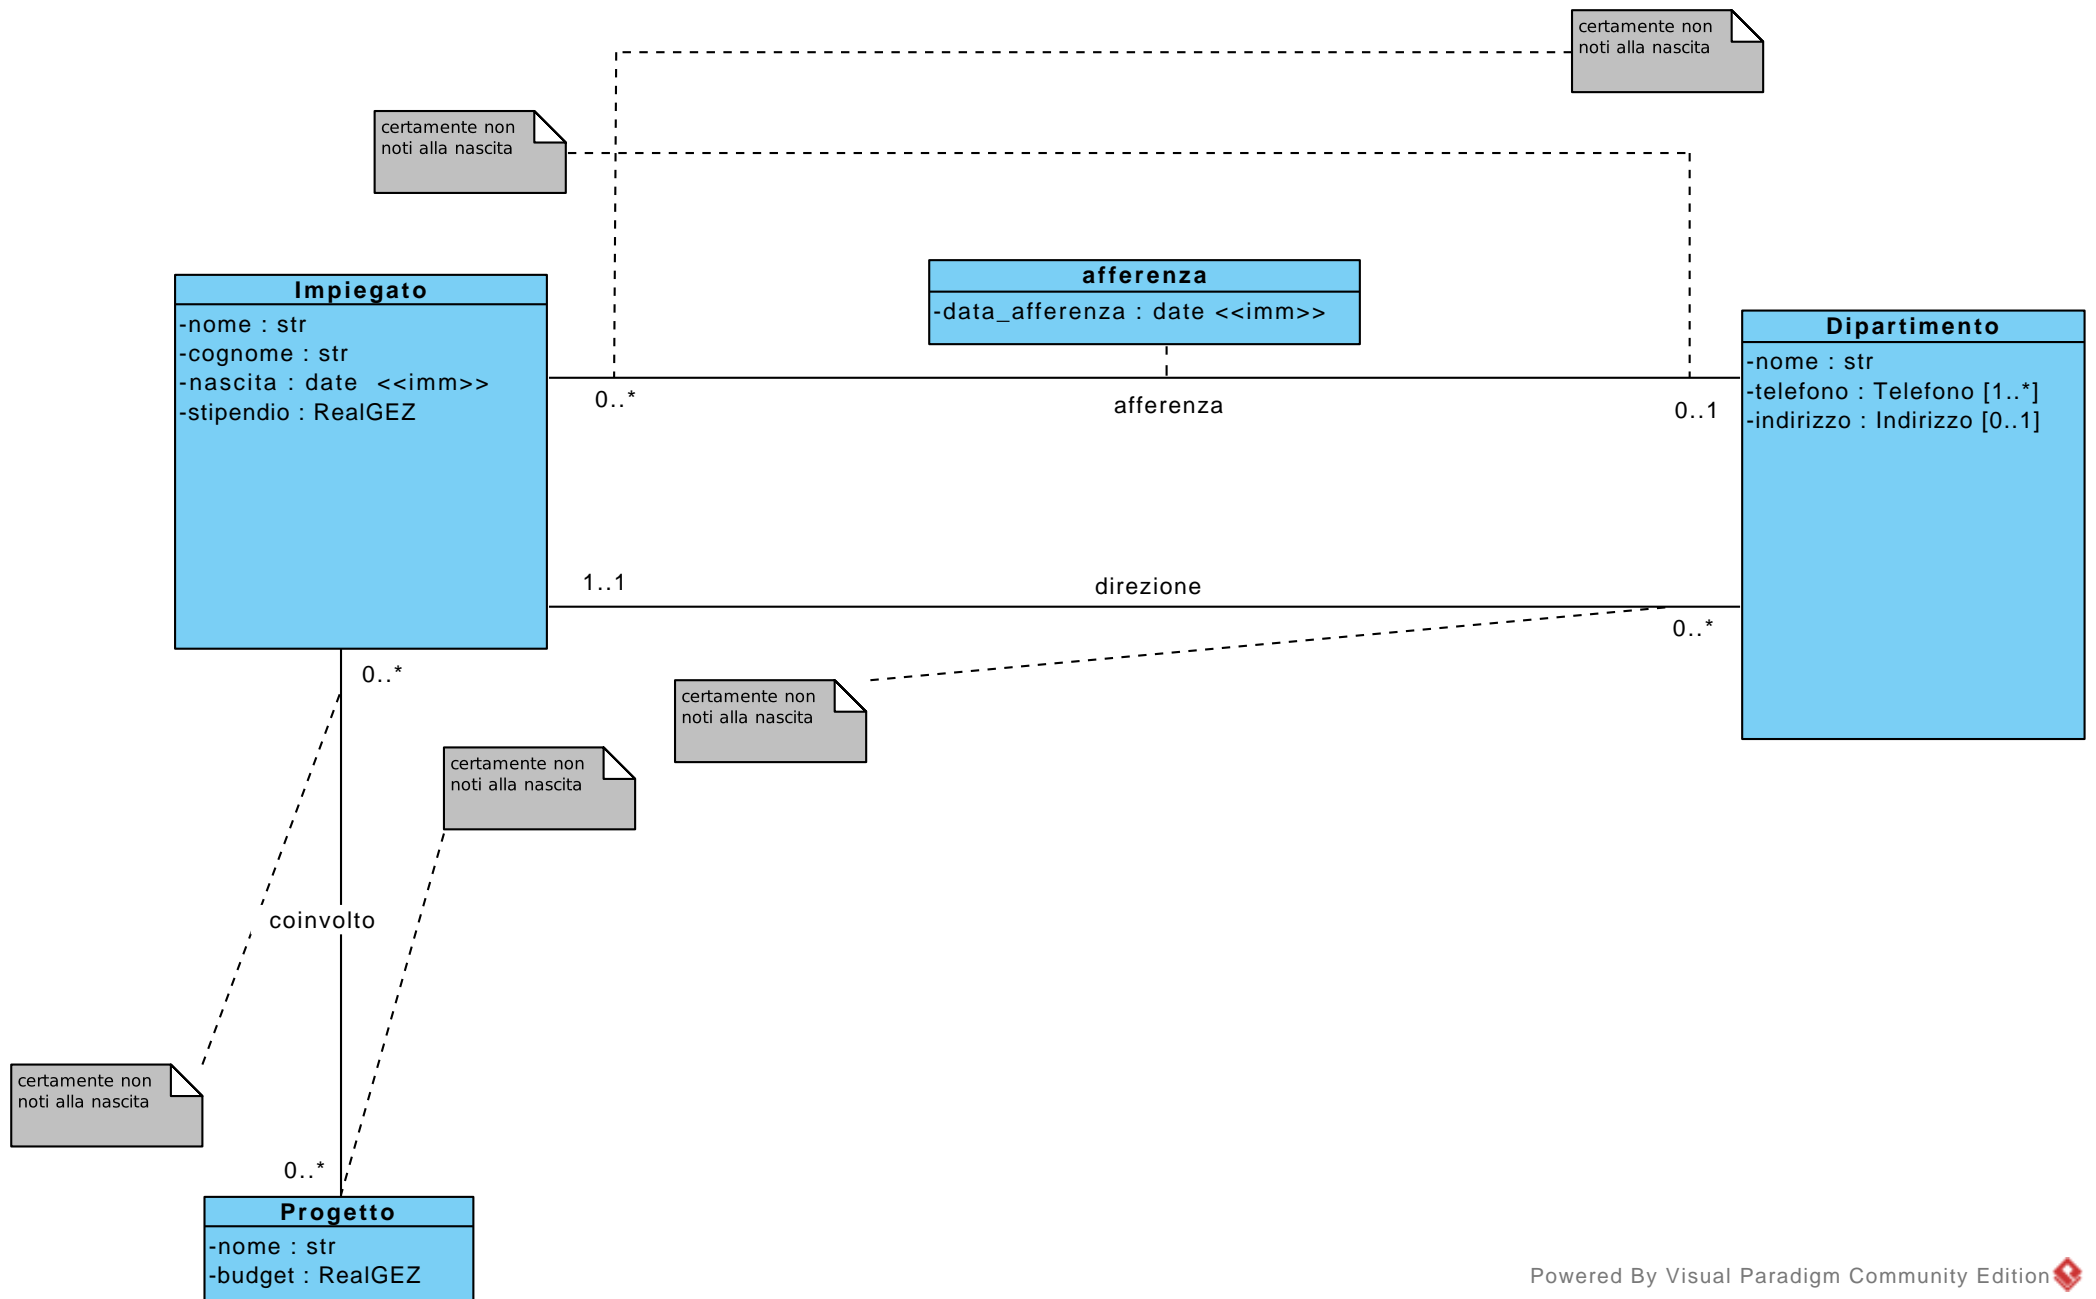 certamente non
noti alla nascita
certamente non
noti alla nascita
afferenza
-data_afferenza : date <<imm>>
Impiegato
-nome : str
-cognome : str
-nascita : date  <<imm>>
-stipendio : RealGEZ
Dipartimento
-nome : str
-telefono : Telefono [1..*]
-indirizzo : Indirizzo [0..1]
0..*
afferenza
0..1
1..1
direzione
0..*
0..*
certamente non
noti alla nascita
certamente non
noti alla nascita
coinvolto
certamente non
noti alla nascita
0..*
Progetto
-nome : str
-budget : RealGEZ
Powered By Visual Paradigm Community Edition